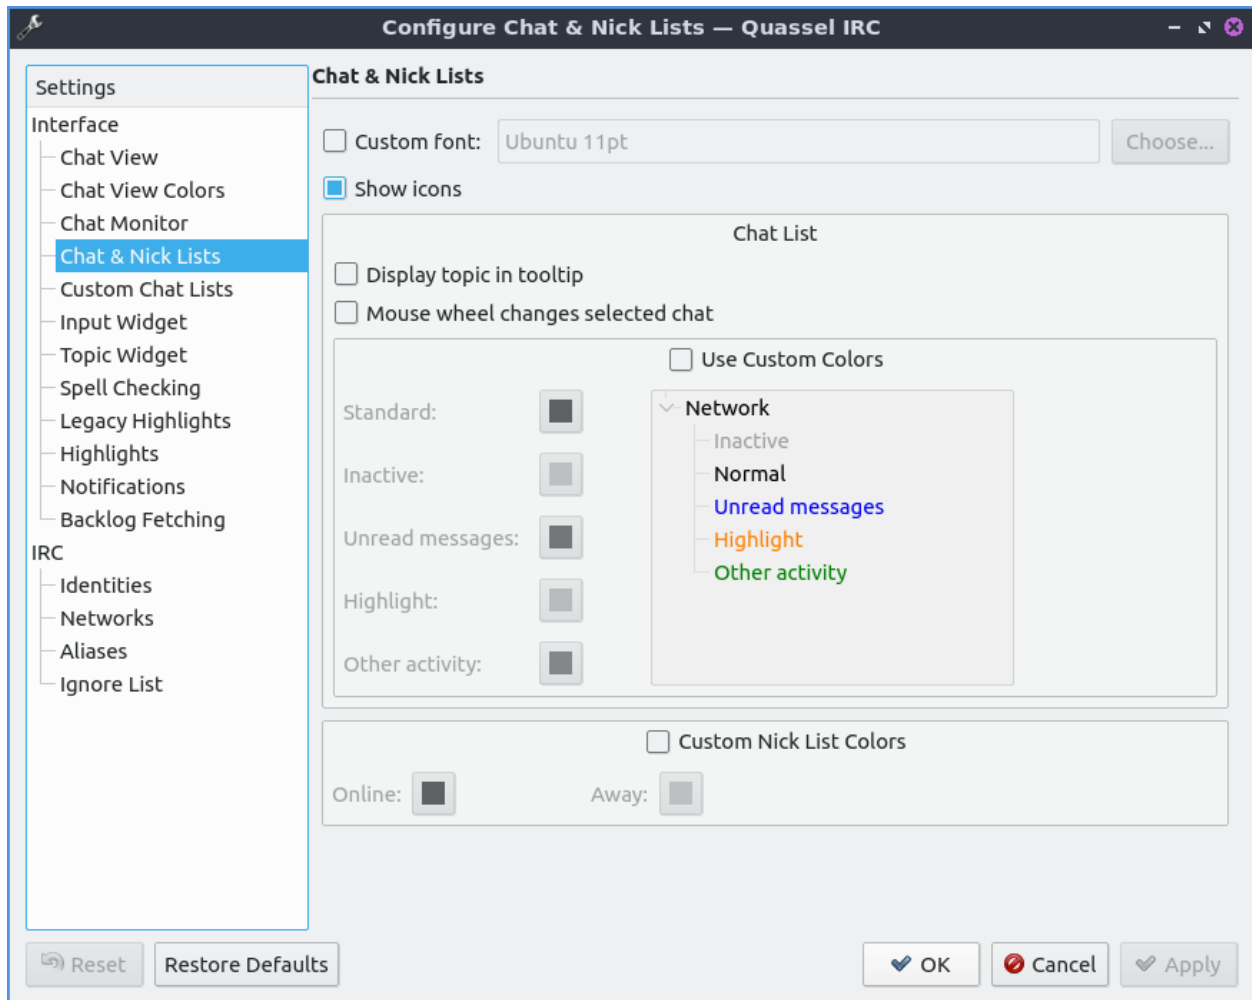 Configure Chat & Nick Lists — Quassel IRC
Settings
Interface
Chat View
Chat View Colors
Chat Monitor
Chat & Nick Lists
Custom Chat Lists
Input Widget
Topic Widget
Spell Checking
Legacy Highlights
Highlights
Notifications
Backlog Fetching
IRC
Identities
Networks
Aliases
Ignore List
Chat & Nick Lists
Custom font: Ubuntu 11pt Choose...
Show icons
Chat List
Display topic in tooltip
Mouse wheel changes selected chat
Use Custom Colors
Standard:
Inactive:
Unread messages:
Highlight:
Other activity:
Network
Inactive
Normal
Unread messages
Highlight
Other activity
Custom Nick List Colors
Online: Away:
Reset Restore Defaults OK Cancel Apply